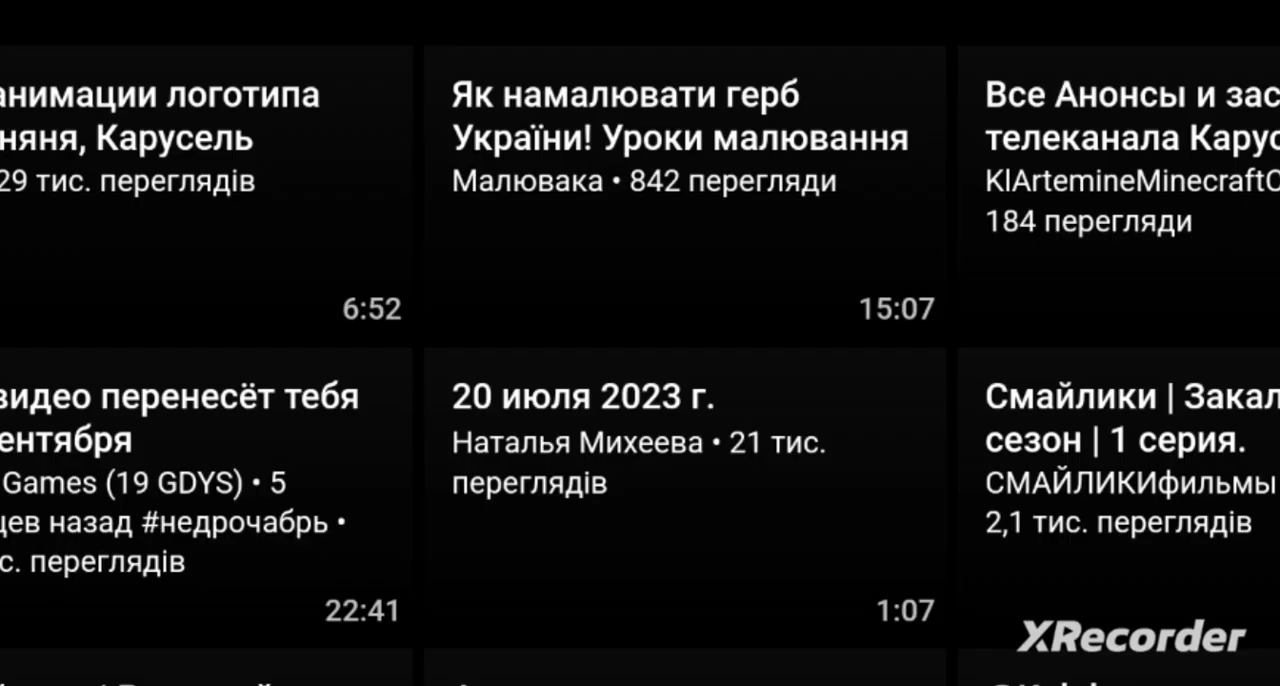 анимации логотипа
няня, Карусель
29 тис. переглядів
6:52
Як намалювати герб
України! Уроки малювання
Малювака • 842 перегляди
15:07
Все Анонсы и зас
телеканала Карус
KlArtemineMinecraftC
184 перегляди
видео перенесёт тебя
ентября
Games (19 GDYS) • 5
цев назад #недрочабрь •
с. переглядів
22:41
20 июля 2023 г.
Наталья Михеева • 21 тис.
переглядів
1:07
Смайлики | Закал
сезон | 1 серия.
СМАЙЛИКИфильмы
2,1 тис. переглядів
XRecorder